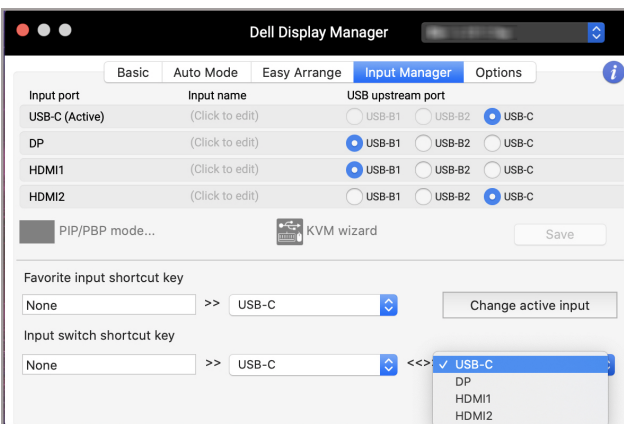 Dell Display Manager
Basic Auto Mode Easy Arrange Input Manager Options i
Input port Input name USB upstream port
USB-C (Active) (Click to edit) USB-B1 USB-B2 USB-C
DP (Click to edit) USB-B1 USB-B2 USB-C
HDMI1 (Click to edit) USB-B1 USB-B2 USB-C
HDMI2 (Click to edit) USB-B1 USB-B2 USB-C
PIP/PBP mode... KVM wizard Save
Favorite input shortcut key
None >> USB-C Change active input
Input switch shortcut key
None >> USB-C <<>> ✓ USB-C
DP
HDMI1
HDMI2